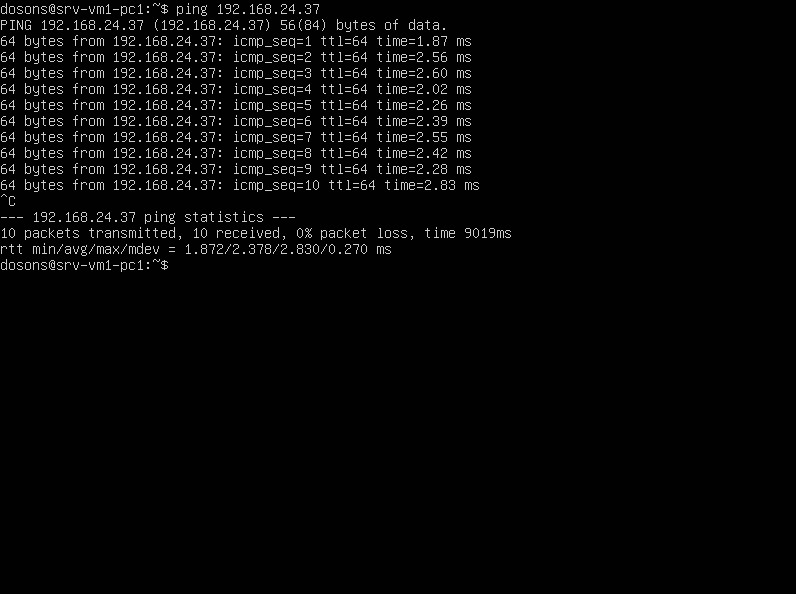 dosons@srv-vm1-pc1:~$ ping 192.168.24.37
PING 192.168.24.37 (192.168.24.37) 56(84) bytes of data.
64 bytes from 192.168.24.37: icmp_seq=1 ttl=64 time=1.87 ms
64 bytes from 192.168.24.37: icmp_seq=2 ttl=64 time=2.56 ms
64 bytes from 192.168.24.37: icmp_seq=3 ttl=64 time=2.60 ms
64 bytes from 192.168.24.37: icmp_seq=4 ttl=64 time=2.02 ms
64 bytes from 192.168.24.37: icmp_seq=5 ttl=64 time=2.26 ms
64 bytes from 192.168.24.37: icmp_seq=6 ttl=64 time=2.39 ms
64 bytes from 192.168.24.37: icmp_seq=7 ttl=64 time=2.55 ms
64 bytes from 192.168.24.37: icmp_seq=8 ttl=64 time=2.42 ms
64 bytes from 192.168.24.37: icmp_seq=9 ttl=64 time=2.28 ms
64 bytes from 192.168.24.37: icmp_seq=10 ttl=64 time=2.83 ms
^C
--- 192.168.24.37 ping statistics ---
10 packets transmitted, 10 received, 0% packet loss, time 9019ms
rtt min/avg/max/mdev = 1.872/2.378/2.830/0.270 ms
dosons@srv-vm1-pc1:~$